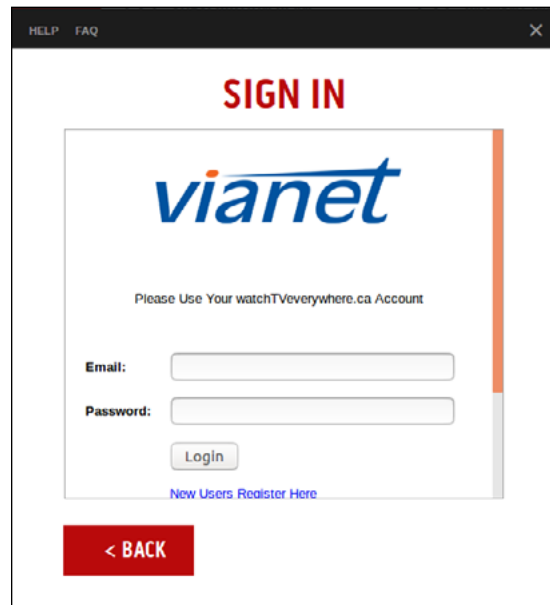 HELP FAQ
SIGN IN
vianet
Please Use Your watchTVeverywhere.ca Account
Email:
Password:
Login
New Users Register Here
< BACK